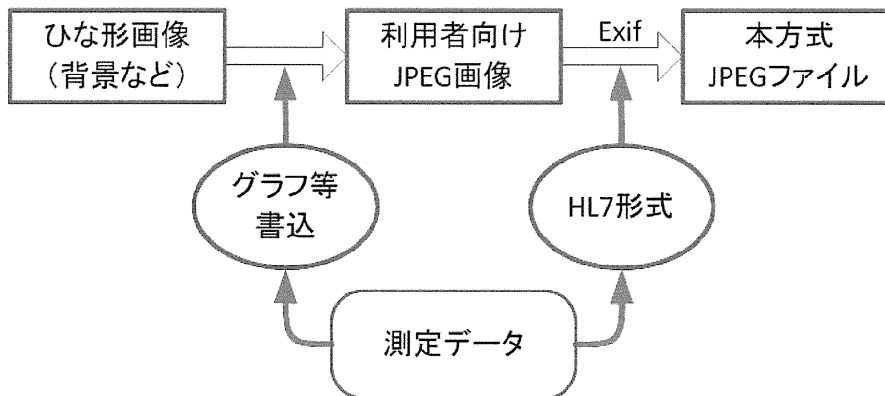 ひな形画像
(背景など)
利用者向け
JPEG画像
Exif
本方式
JPEGファイル
グラフ等
書込
HL7形式
測定データ